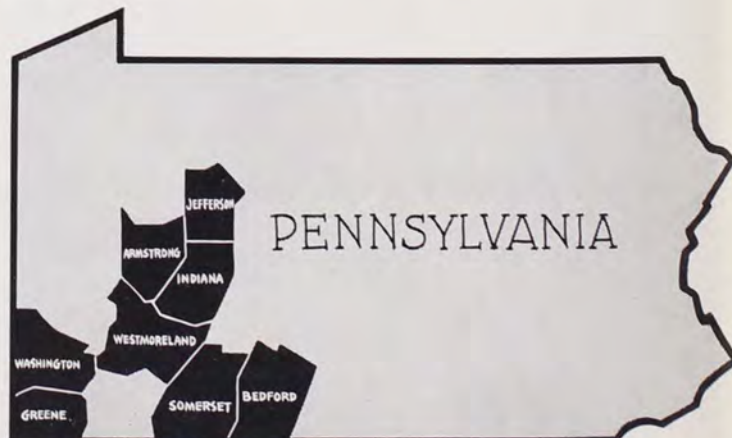 JEFFERSON
PENNSYLVANIA
ARMSTRONG
INDIANA
WESTMORELAND
WASHINGTON
BEDFORD
SOMERSET
GREENE